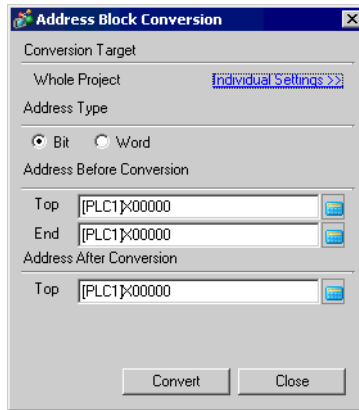 Address Block Conversion
Conversion Target
Whole Project Individual Settings >>
Address Type
Bit Word
Address Before Conversion
Top [PLC1]X00000
End [PLC1]X00000
Address After Conversion
Top [PLC1]X00000
Convert Close